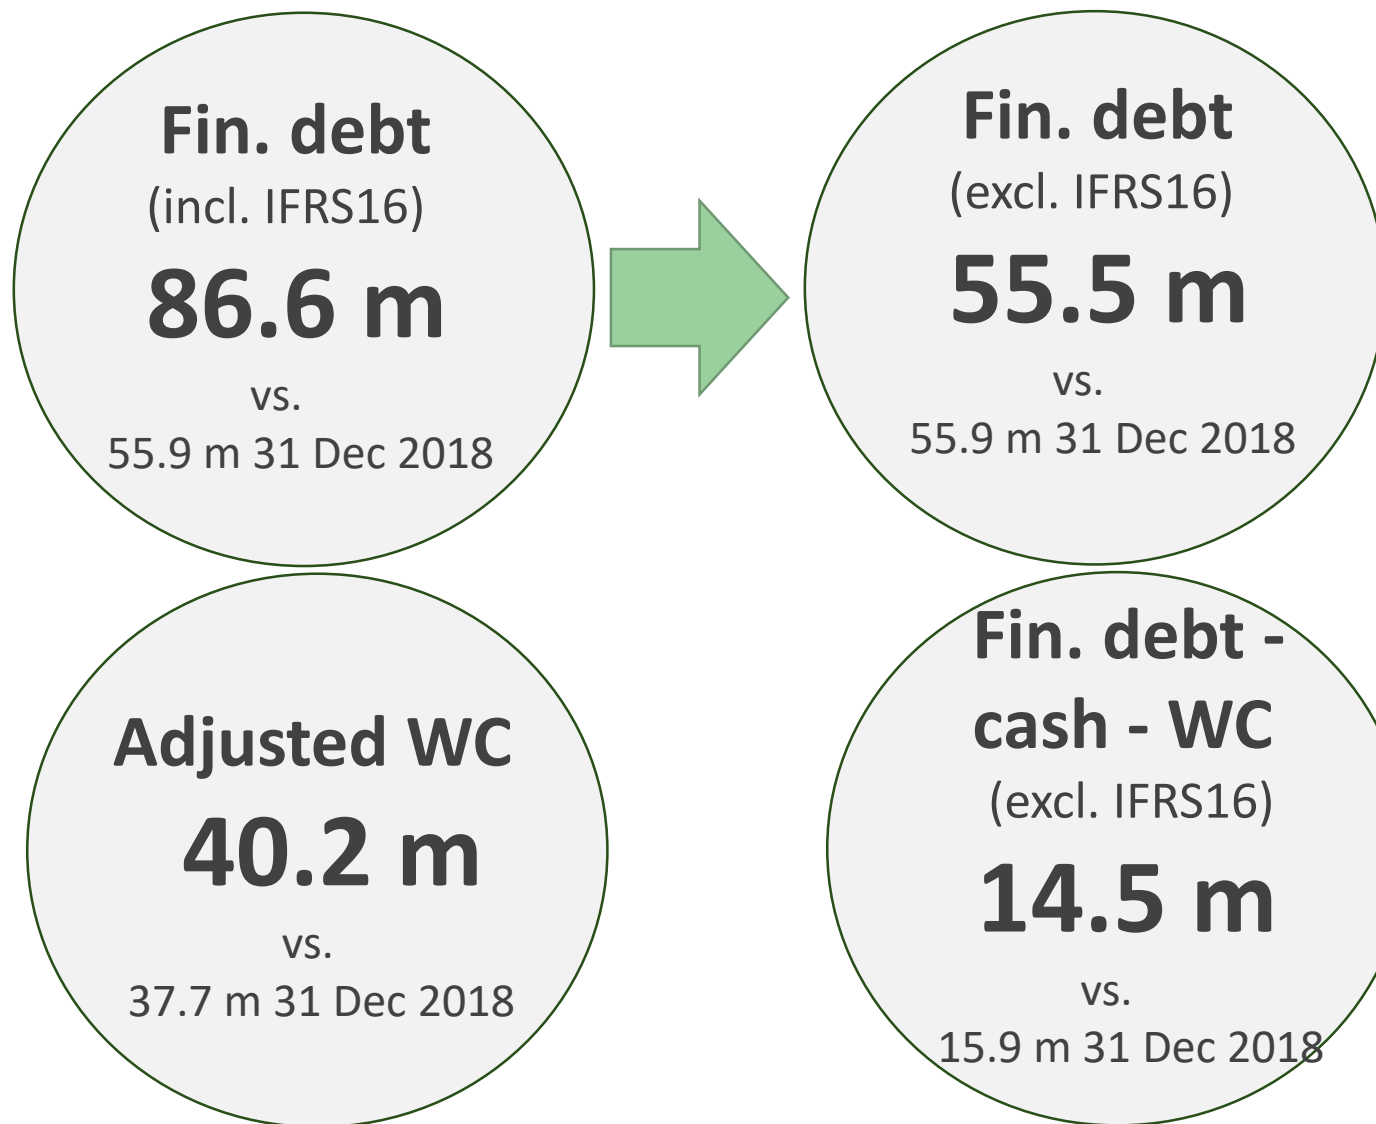 Fin. debt
(incl. IFRS16)
86.6 m
vs.
55.9 m 31 Dec 2018
Fin. debt
(excl. IFRS16)
55.5 m
vs.
55.9 m 31 Dec 2018
Adjusted WC
40.2 m
vs.
37.7 m 31 Dec 2018
Fin. debt -
cash - WC
(excl. IFRS16)
14.5 m
vs.
15.9 m 31 Dec 2018